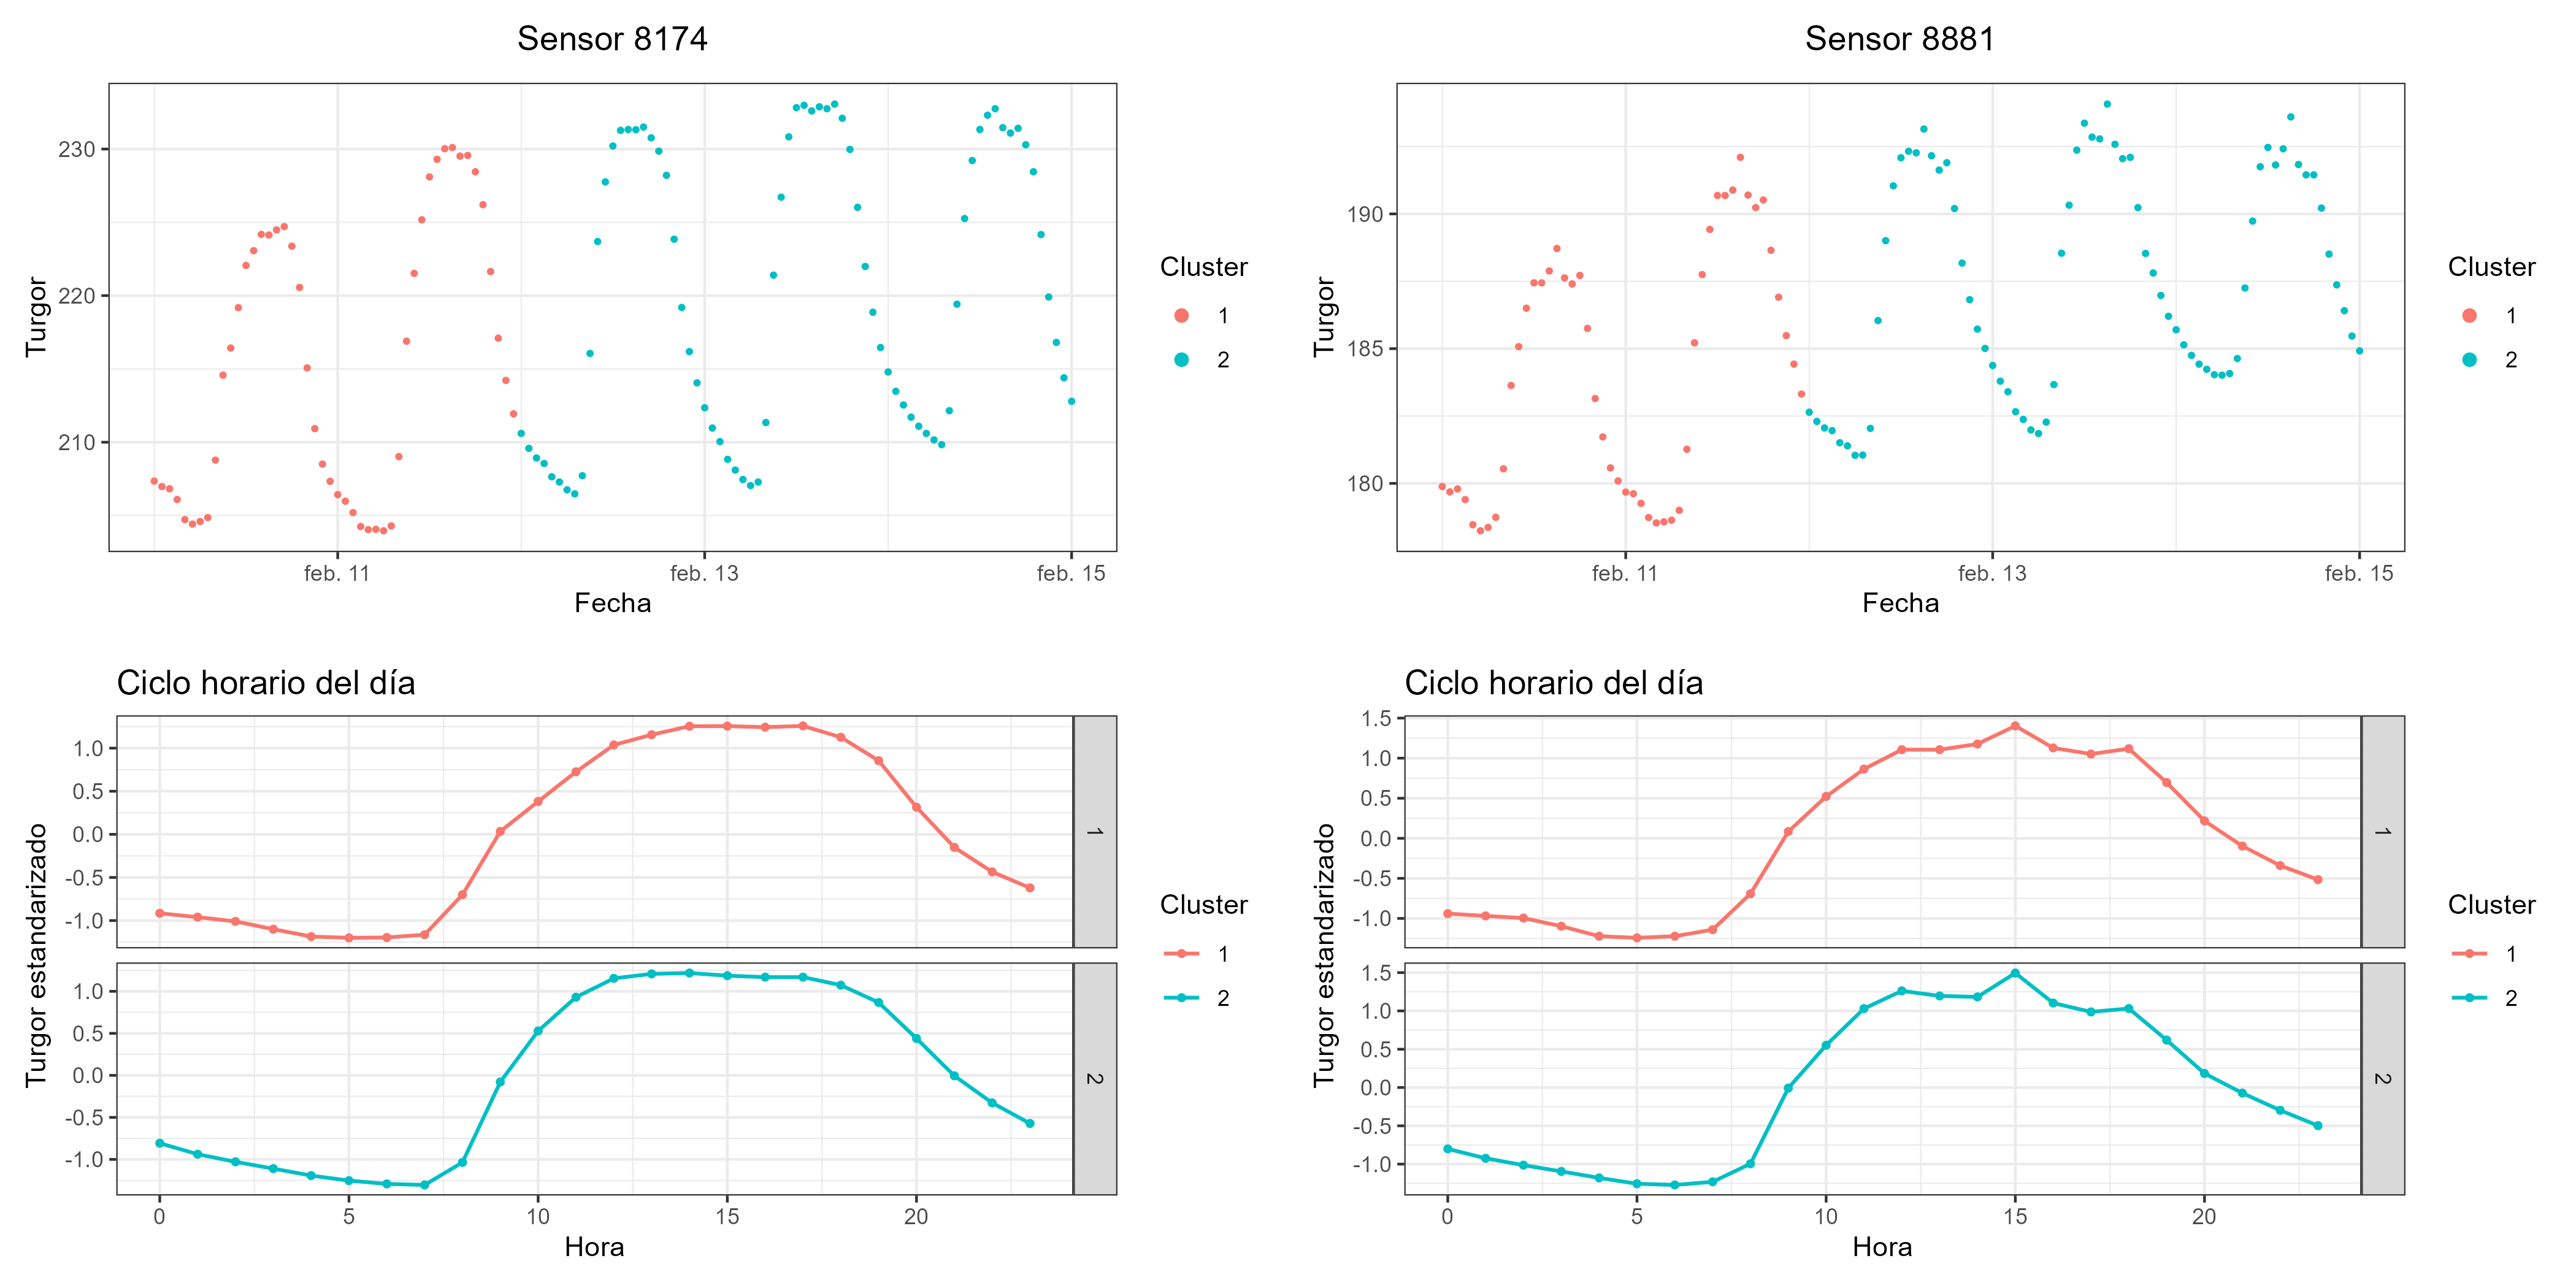 Sensor 8174
230
220
210
Turgor
feb. 11
feb. 13
feb. 15
Fecha
Cluster
1
2
Sensor 8881
190
185
180
Turgor
feb. 11
feb. 13
feb. 15
Fecha
Cluster
1
2
Ciclo horario del día
1.0
0.5
0.0
-0.5
-1.0
1
1.0
0.5
0.0
-0.5
-1.0
2
Turgor estandarizado
0
5
10
15
20
Hora
Cluster
1
2
Ciclo horario del día
1.5
1.0
0.5
0.0
-0.5
-1.0
1
1.5
1.0
0.5
0.0
-0.5
-1.0
2
Turgor estandarizado
0
5
10
15
20
Hora
Cluster
1
2